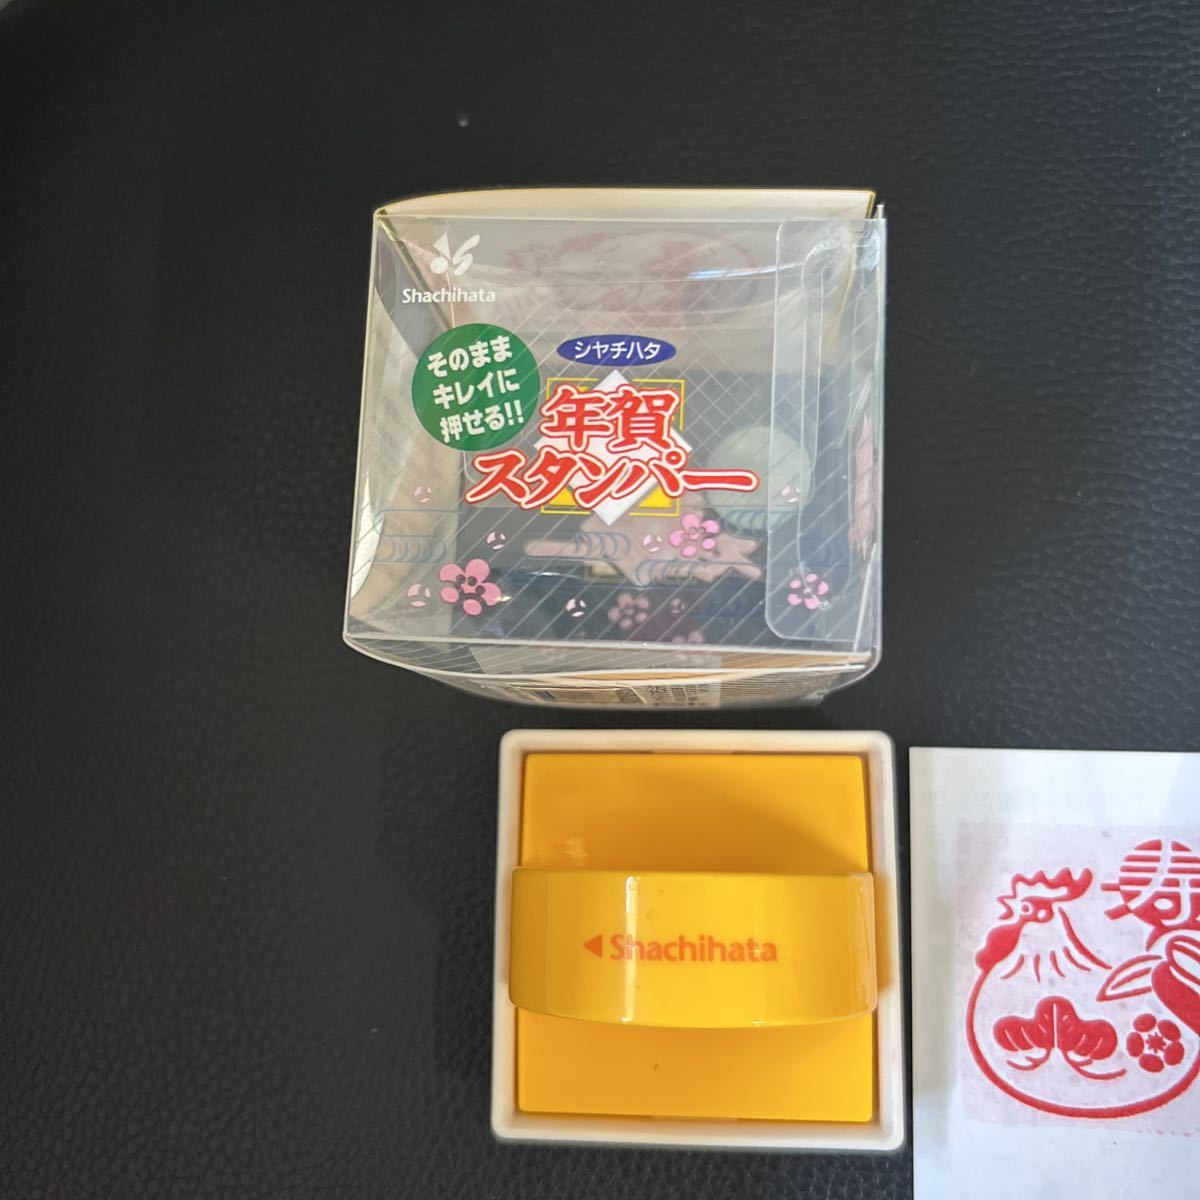 Shachihata
そのまま
キレイに
押せる!!
シヤチハタ
年賀
スタンパー
◀Shachihata
寿